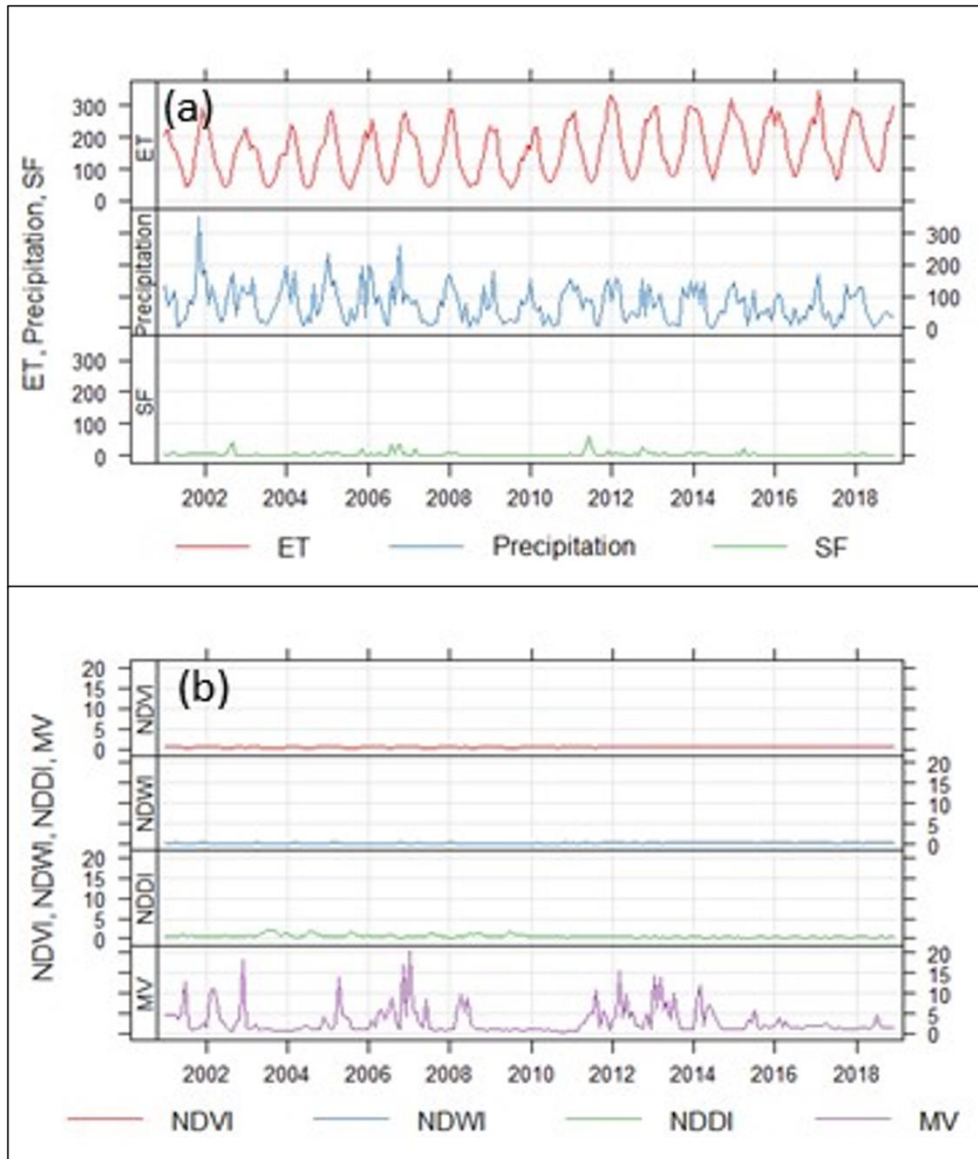 (a)
ET, Precipitation, SF
300
200
100
0
ET
Precipitation
300
200
100
0
300
200
100
0
SF
2002 2004 2006 2008 2010 2012 2014 2016 2018
ET Precipitation SF
(b)
NDVI, NDWI, NDDI, MV
20
15
10
5
0
NDVI
NDWI
20
15
10
5
0
20
15
10
5
0
NDDI
MV
20
15
10
5
0
2002 2004 2006 2008 2010 2012 2014 2016 2018
NDVI NDWI NDDI MV